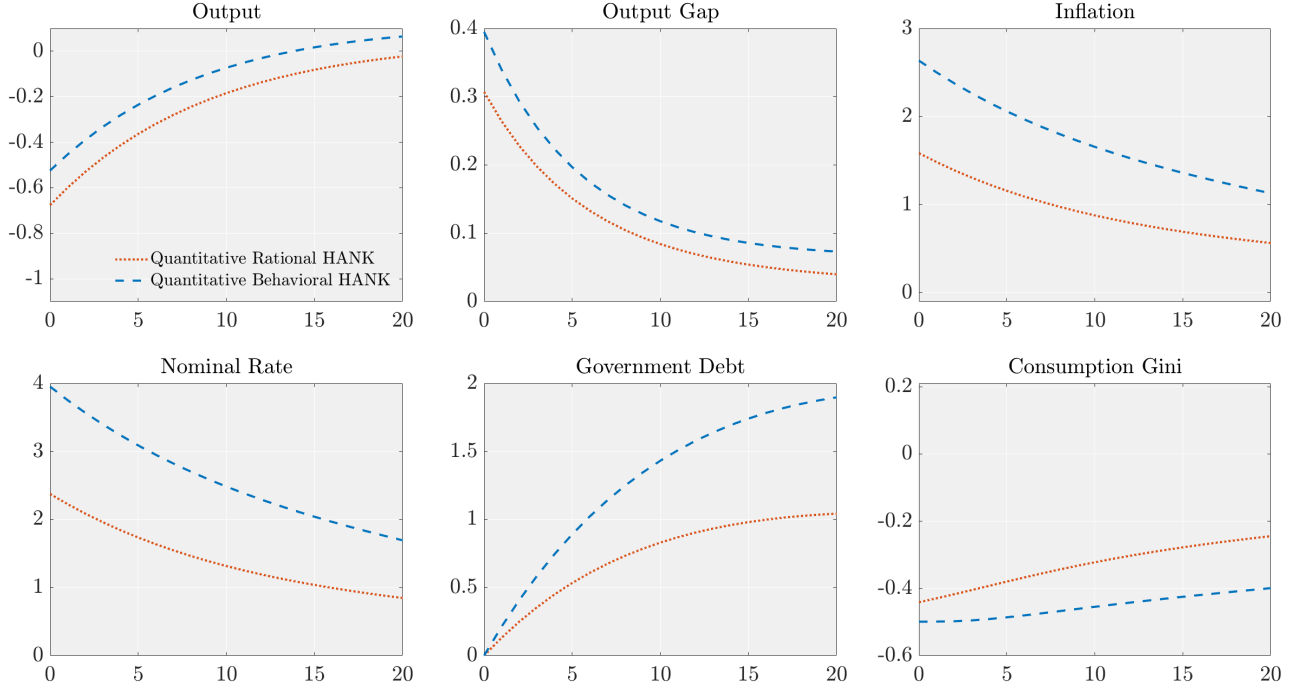 Output
0
-0.2
-0.4
-0.6
-0.8
-1
Quantitative Rational HANK
Quantitative Behavioral HANK
0 5 10 15 20
Output Gap
0.4
0.3
0.2
0.1
0
0 5 10 15 20
Inflation
3
2
1
0
0 5 10 15 20
Nominal Rate
4
3
2
1
0
0 5 10 15 20
Government Debt
2
1.5
1
0.5
0
0 5 10 15 20
Consumption Gini
0.2
0
-0.2
-0.4
-0.6
0 5 10 15 20